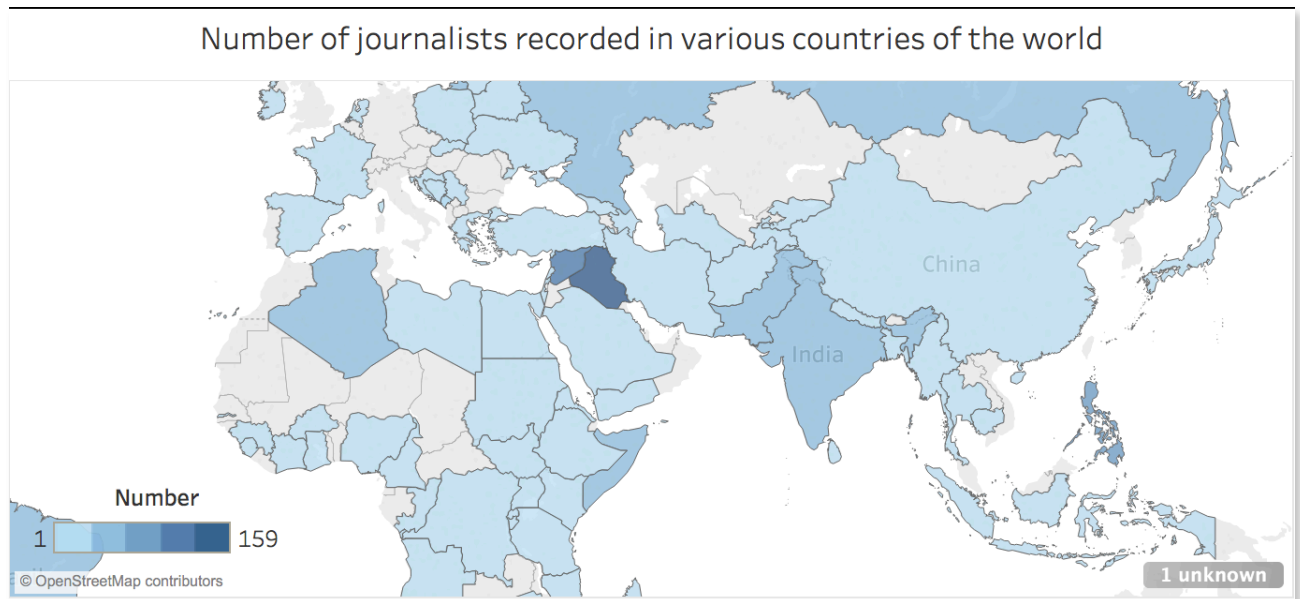 Number of journalists recorded in various countries of the world
China
India
Number
1 159
© OpenStreetMap contributors
1 unknown